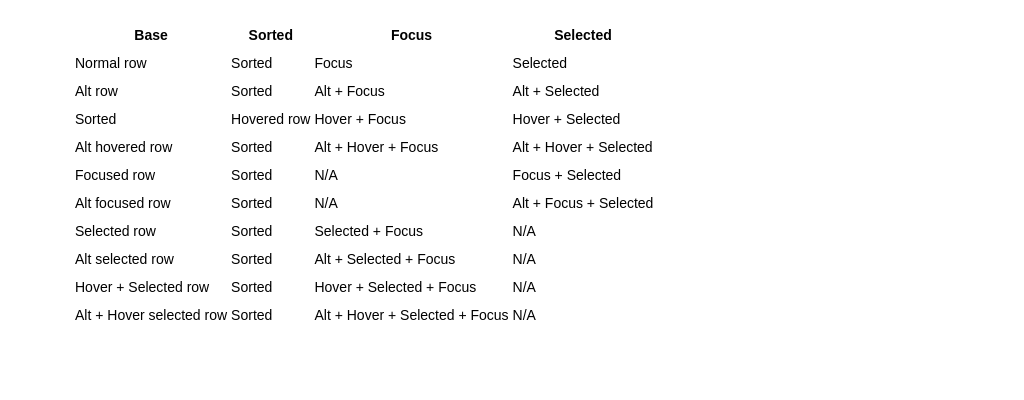 Base Sorted Focus Selected
Normal row Sorted Focus Selected
Alt row Sorted Alt + Focus Alt + Selected
Sorted Hovered row Hover + Focus Hover + Selected
Alt hovered row Sorted Alt + Hover + Focus Alt + Hover + Selected
Focused row Sorted N/A Focus + Selected
Alt focused row Sorted N/A Alt + Focus + Selected
Selected row Sorted Selected + Focus N/A
Alt selected row Sorted Alt + Selected + Focus N/A
Hover + Selected row Sorted Hover + Selected + Focus N/A
Alt + Hover selected row Sorted Alt + Hover + Selected + Focus N/A